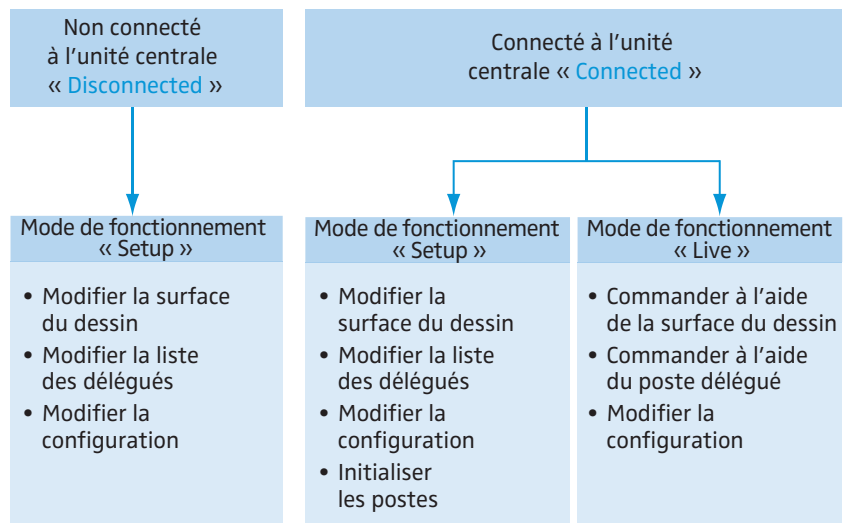 Non connecté
à l’unité centrale
« Disconnected »
Connecté à l’unité
centrale « Connected »
Mode de fonctionnement
« Setup »
• Modifier la surface
du dessin
• Modifier la liste
des délégués
• Modifier la
configuration
Mode de fonctionnement
« Setup »
• Modifier la
surface du dessin
• Modifier la liste
des délégués
• Modifier la
configuration
• Initialiser
les postes
Mode de fonctionnement
« Live »
• Commander à l’aide
de la surface du dessin
• Commander à l’aide
du poste délégué
• Modifier la
configuration